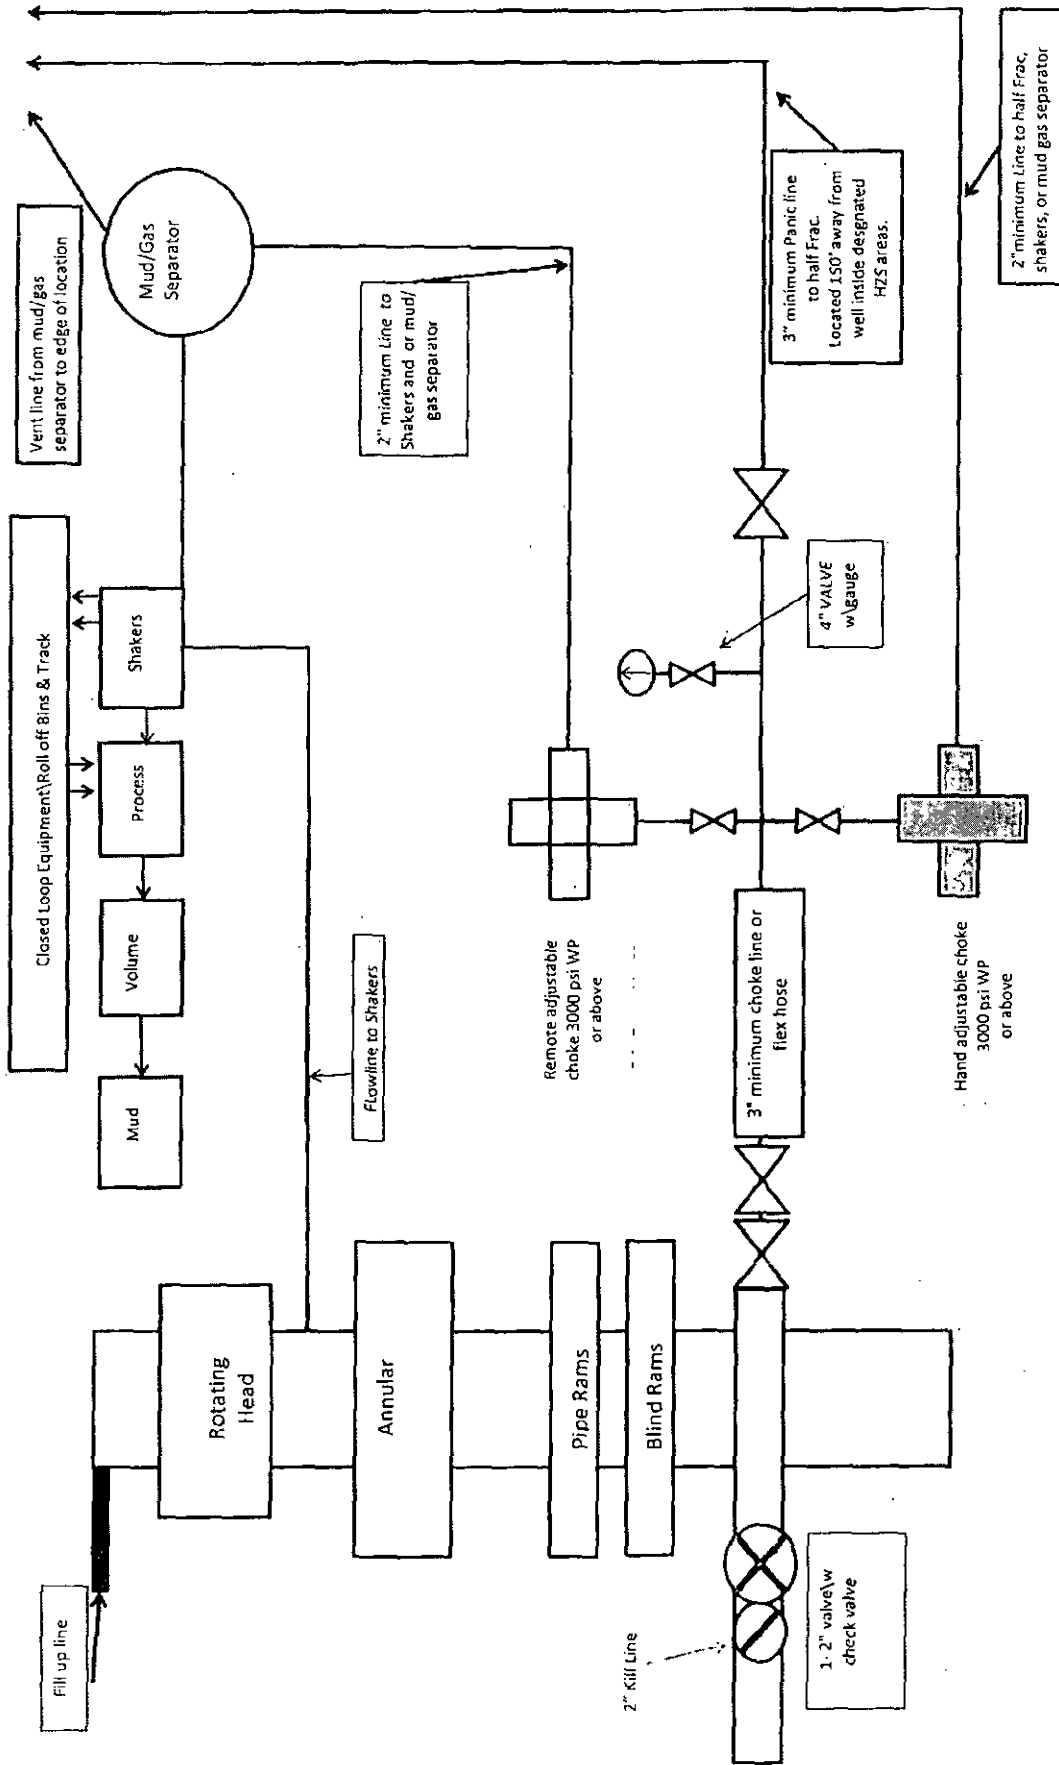 Fill up line
Rotating
Head
Annular
Pipe Rams
Blind Rams
2" Kill Line
1- 2" valve\w
check valve
Closed Loop Equipment\Roll off Bins & Track
Mud
Volume
Process
Shakers
FLowline to Shakers
Vent line from mud/gas
separator to edge of location
Mud/Gas
Separator
2" minimum Line to
Shakers and or mud/
gas separator
Remote adjustable
choke 3000 psi WP
or above
3" minimum choke line or
flex hose
4" VALVE
w\gauge
3" minimum Panic line
to half Frac.
Located 150' away from
well inside desgnated
H2S areas.
Hand adjustable choke
3000 psi WP
or above
2"minimum Line to half Frac,
shakers, or mud gas separator